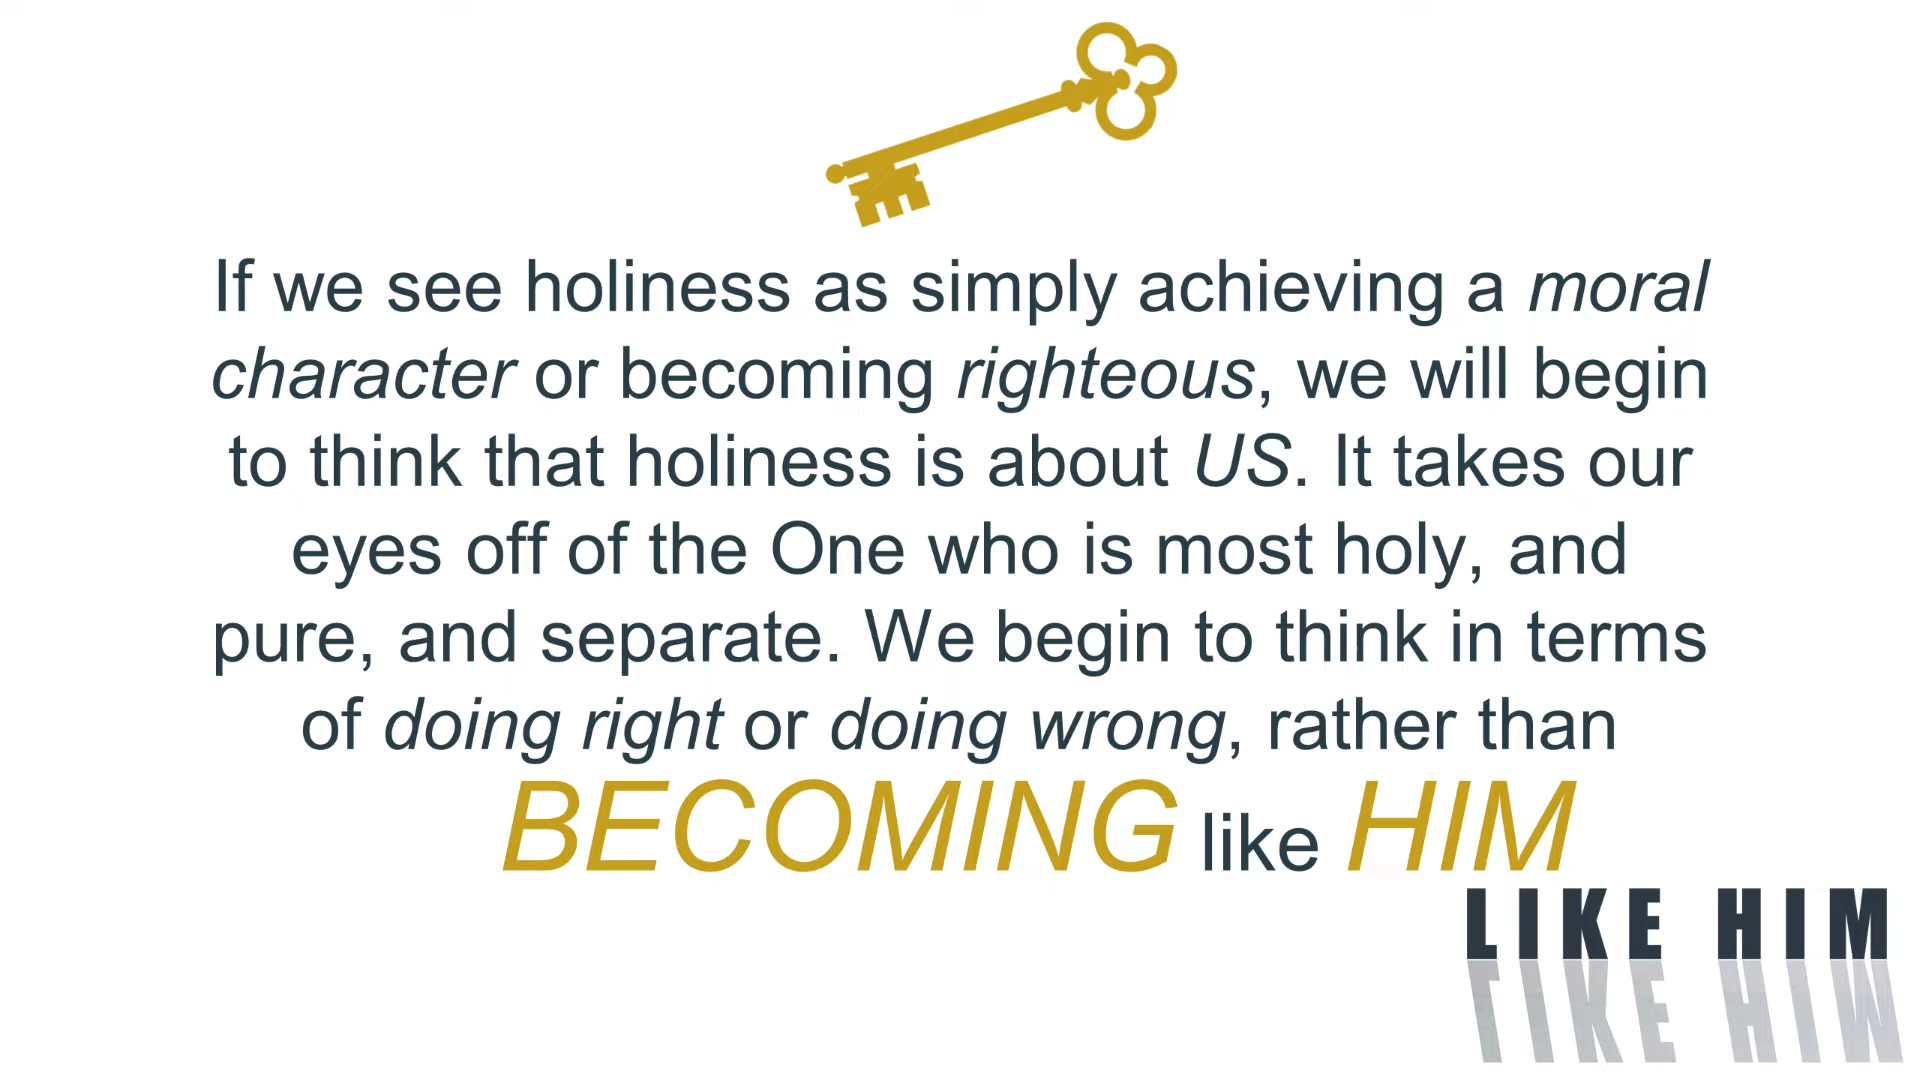 If we see holiness as simply achieving a moral
character or becoming righteous, we will begin
to think that holiness is about US. It takes our
eyes off of the One who is most holy, and
pure, and separate. We begin to think in terms
of doing right or doing wrong, rather than
BECOMING like HIM
LIKE HIM